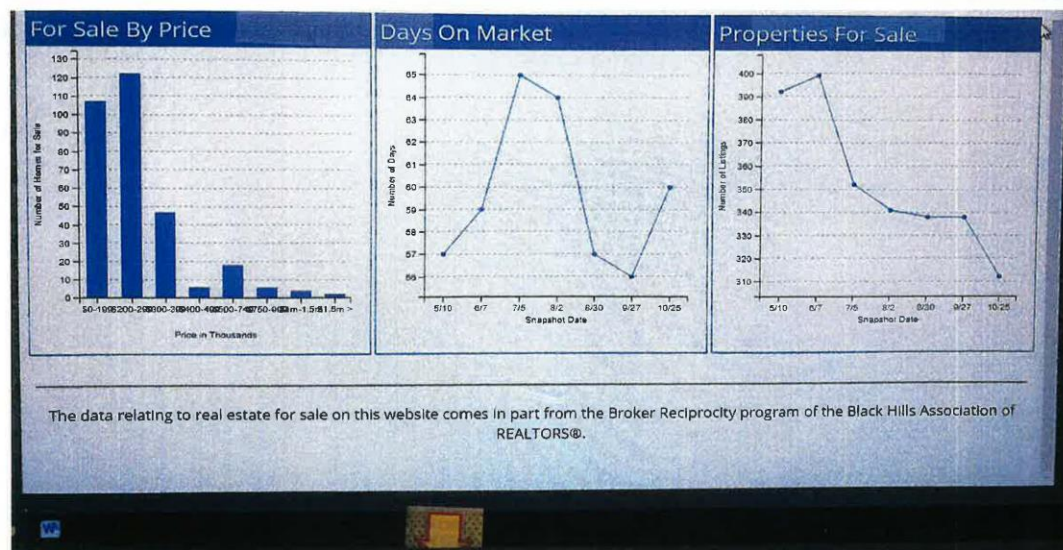 For Sale By Price
Number of Homes for Sale
130
120
110
100
90
80
70
60
50
40
30
20
10
0
Price in Thousands
Days On Market
Number of Days
65
64
63
62
61
60
59
58
57
56
5/10 6/7 7/5 8/2 8/30 9/27 10/25
Snapshot Date
Properties For Sale
Number of Listings
400
390
380
370
360
350
340
330
320
310
5/10 6/7 7/5 8/2 8/30 9/27 10/25
Snapshot Date
The data relating to real estate for sale on this website comes in part from the Broker Reciprocity program of the Black Hills Association of
REALTORS®.
W